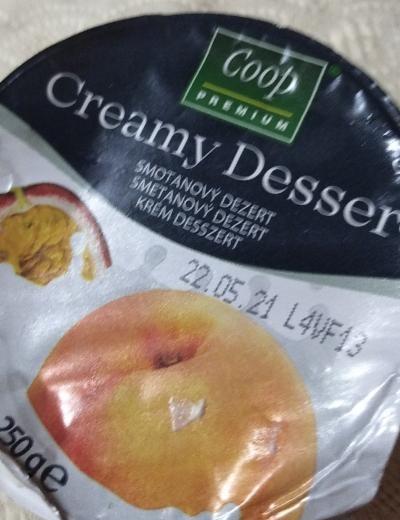 Coop
PREMIUM
Creamy Desser
SMOTANOVÝ DEZERT
SMETANOVÝ DEZERT
KRÉM DESSZERT
22.05.21 L4VF13
250g e